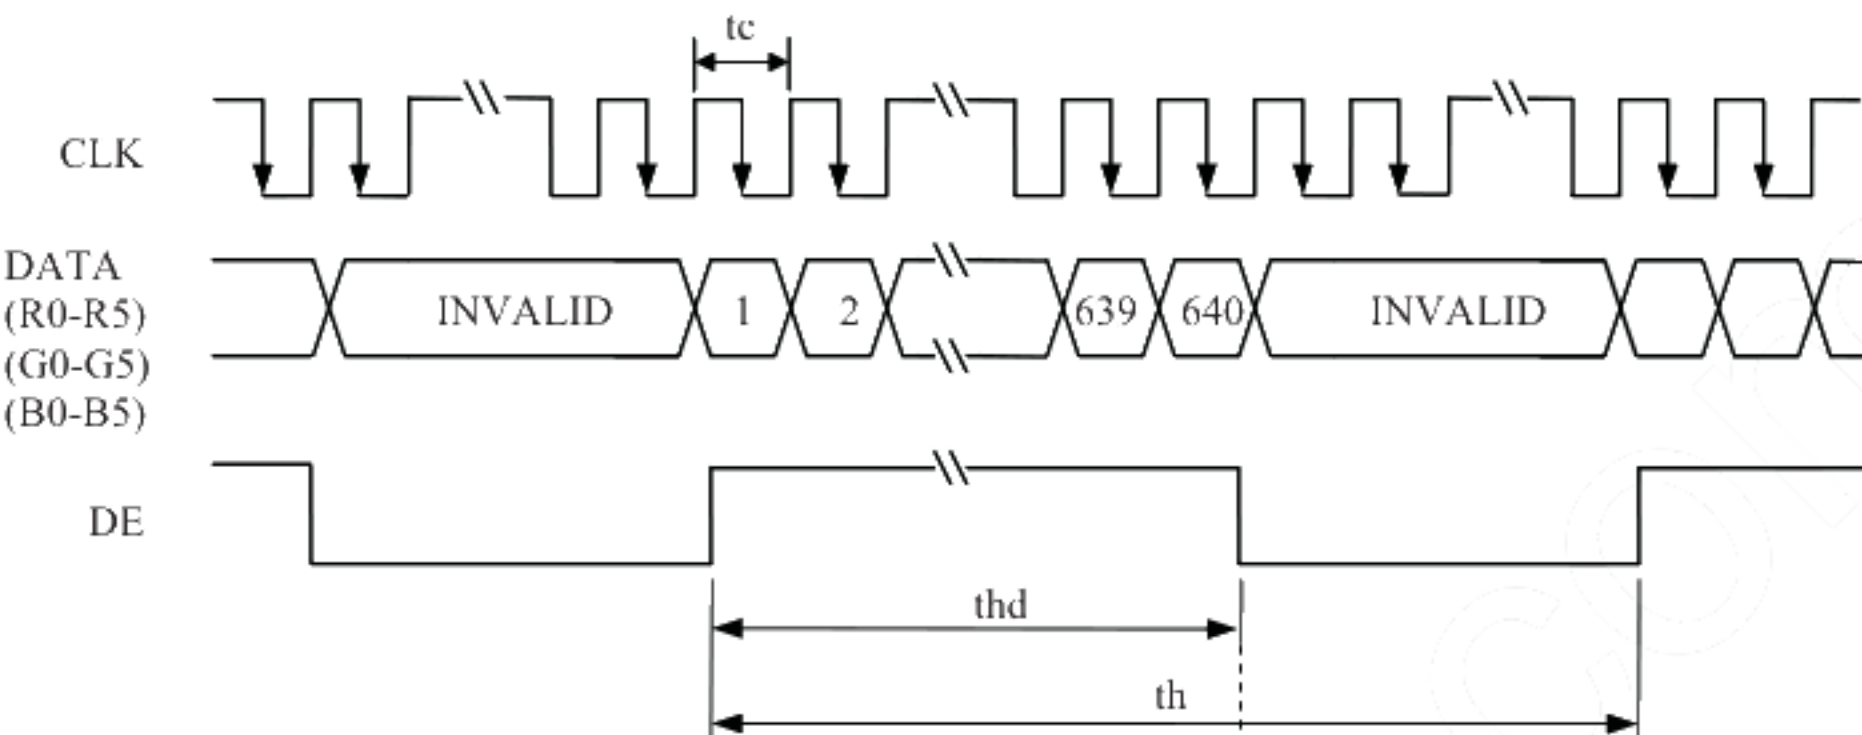 tc
CLK
DATA
(R0-R5)
(G0-G5)
(B0-B5)
INVALID 1 2 639 640 INVALID
DE
thd
th